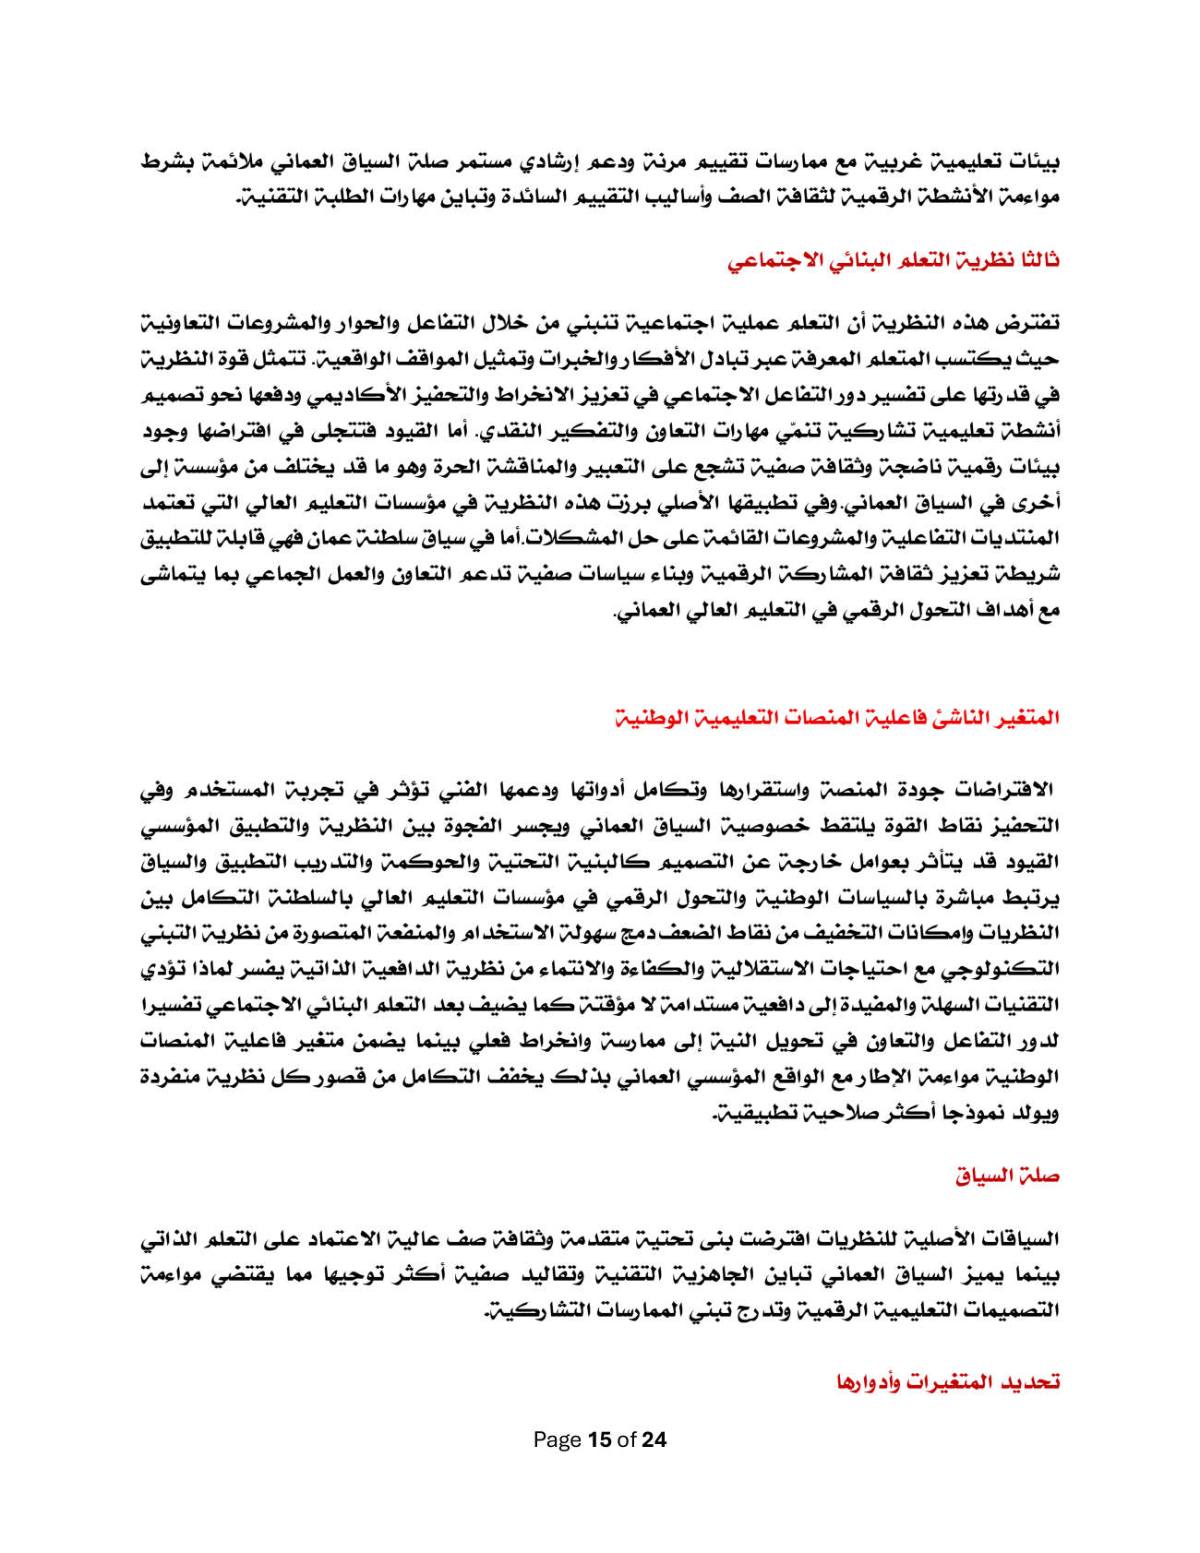 بيئات تعليمية غربية مع ممارسات تقييم مرنة ودعم إرشادي مستمر صلة السياق العماني ملائمة بشرط
مواءمة الأنشطة الرقمية لثقافة الصف وأساليب التقييم السائدة وتباين مهارات الطلبة التقنية.
ثالثا نظرية التعلم البنائي الاجتماعي
تفترض هذه النظرية أن التعلم عملية اجتماعية تنبني من خلال التفاعل والحوار والمشروعات التعاونية
حيث يكتسب المتعلم المعرفة عبر تبادل الأفكار والخبرات وتمثيل المواقف الواقعية. تتمثل قوة النظرية
في قدرتها على تفسير دور التفاعل الاجتماعي في تعزيز الانخراط والتحفيز الأكاديمي ودفعها نحو تصميم
أنشطة تعليمية تشاركية تنمّي مهارات التعاون والتفكير النقدي. أما القيود فتتجلى في افتراضها وجود
بيئات رقمية ناضجة وثقافة صفية تشجع على التعبير والمناقشة الحرة وهو ما قد يختلف من مؤسسة إلى
أخرى في السياق العماني.وفي تطبيقها الأصلي برزت هذه النظرية في مؤسسات التعليم العالي التي تعتمد
المنتديات التفاعلية والمشروعات القائمة على حل المشكلات.أما في سياق سلطنة عمان فهي قابلة للتطبيق
شريطة تعزيز ثقافة المشاركة الرقمية وبناء سياسات صفية تدعم التعاون والعمل الجماعي بما يتماشى
مع أهداف التحول الرقمي في التعليم العالي العماني.
المتغير الناشئ فاعلية المنصات التعليمية الوطنية
الافتراضات جودة المنصة واستقرارها وتكامل أدواتها ودعمها الفني تؤثر في تجربة المستخدم وفي
التحفيز نقاط القوة يلتقط خصوصية السياق العماني ويجسر الفجوة بين النظرية والتطبيق المؤسسي
القيود قد يتأثر بعوامل خارجة عن التصميم كالبنية التحتية والحوكمة والتدريب التطبيق والسياق
يرتبط مباشرة بالسياسات الوطنية والتحول الرقمي في مؤسسات التعليم العالي بالسلطنة التكامل بين
النظريات وإمكانات التخفيف من نقاط الضعف دمج سهولة الاستخدام والمنفعة المتصورة من نظرية التبني
التكنولوجي مع احتياجات الاستقلالية والكفاءة والانتماء من نظرية الدافعية الذاتية يفسر لماذا تؤدي
التقنيات السهلة والمفيدة إلى دافعية مستدامة لا مؤقتة كما يضيف بعد التعلم البنائي الاجتماعي تفسيرا
لدور التفاعل والتعاون في تحويل النية إلى ممارسة وانخراط فعلي بينما يضمن متغير فاعلية المنصات
الوطنية مواءمة الإطار مع الواقع المؤسسي العماني بذلك يخفف التكامل من قصور كل نظرية منفردة
ويولد نموذجا أكثر صلاحية تطبيقية.
صلة السياق
السياقات الأصلية للنظريات افترضت بنى تحتية متقدمة وثقافة صف عالية الاعتماد على التعلم الذاتي
بينما يميز السياق العماني تباين الجاهزية التقنية وتقاليد صفية أكثر توجيها مما يقتضي مواءمة
التصميمات التعليمية الرقمية وتدرج تبني الممارسات التشاركية.
تحديد المتغيرات وأدوارها
Page 15 of 24